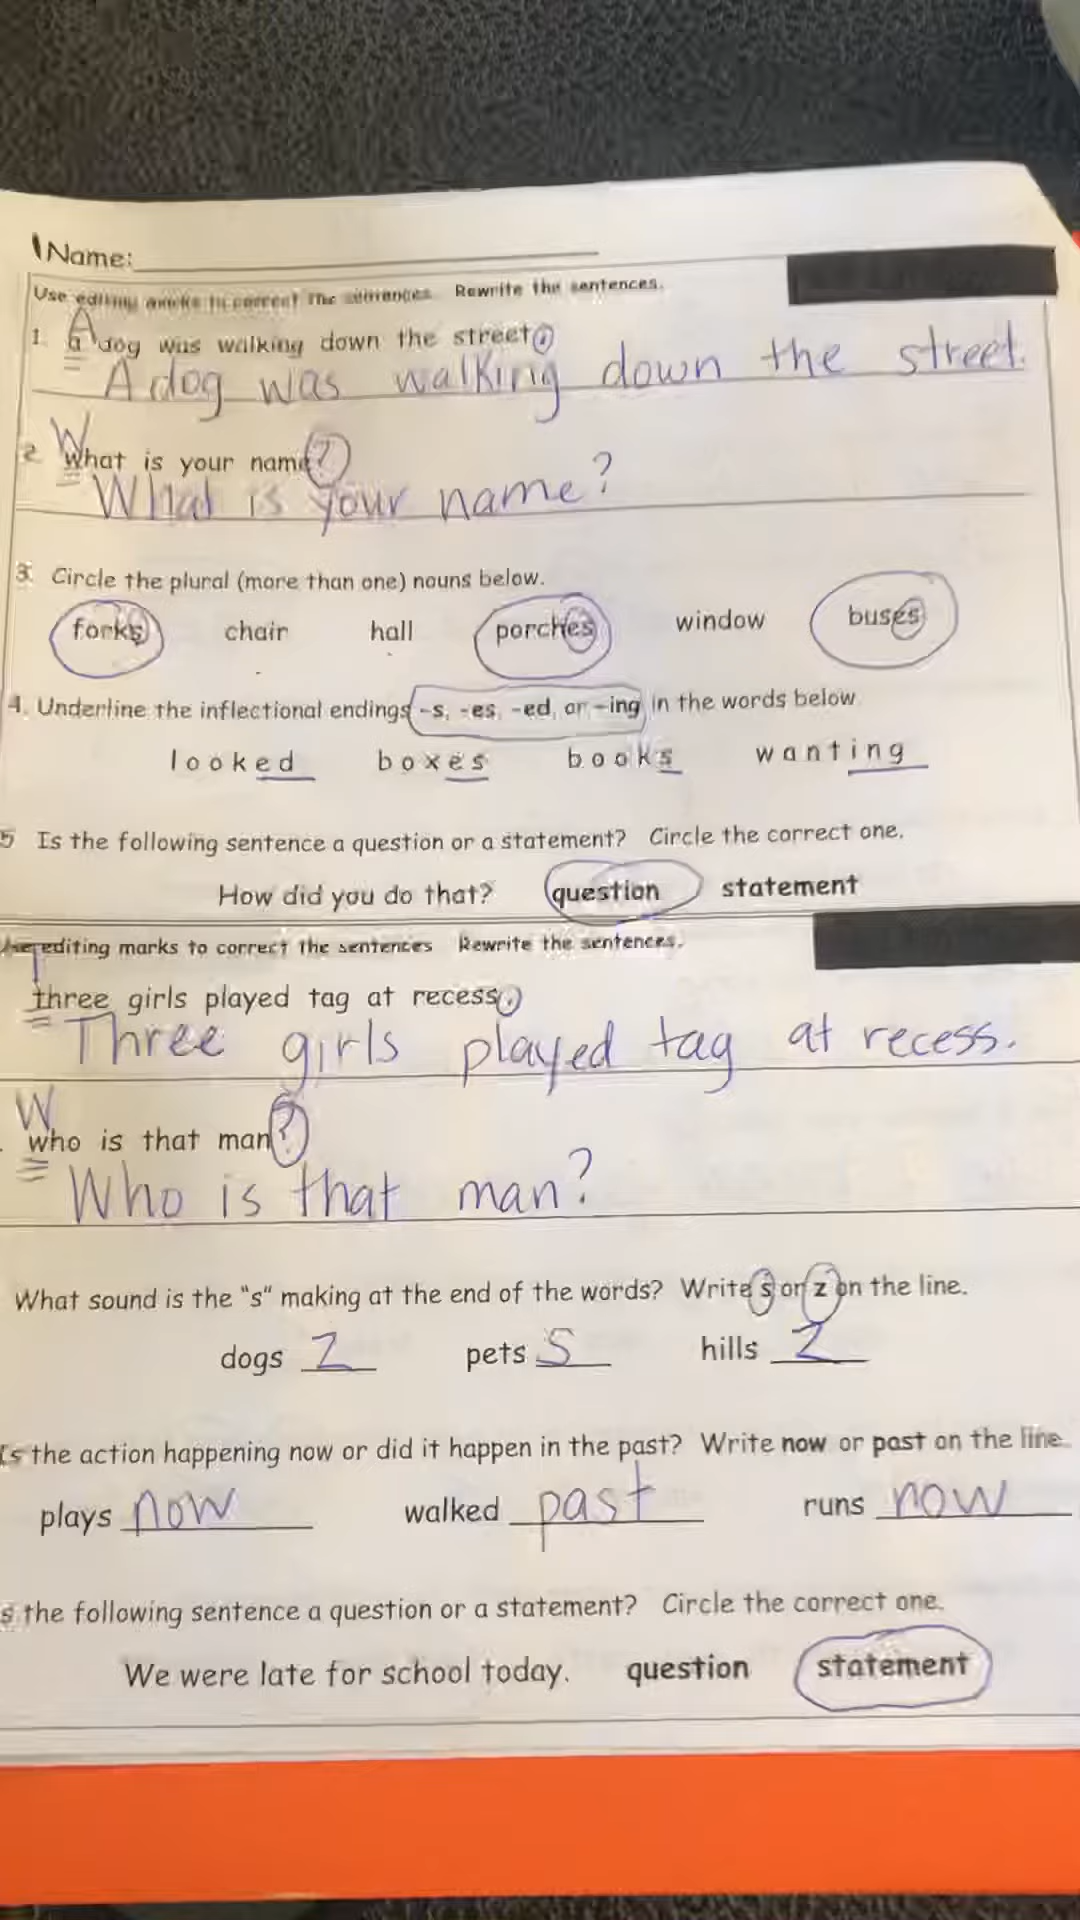 Name:
Use editing marks to correct the sentences. Rewrite the sentences.
A
1. a dog was walking down the street.
A dog was walking down the street.
W
2. what is your name?
What is your name?
3. Circle the plural (more than one) nouns below.
forks chair hall porches window buses
4. Underline the inflectional endings -s, -es, -ed, or -ing in the words below
looked boxes books wanting
5 Is the following sentence a question or a statement? Circle the correct one.
How did you do that? question statement
Use editing marks to correct the sentences Rewrite the sentences.
T
three girls played tag at recess.
Three girls played tag at recess.
W
who is that man?
Who is that man?
What sound is the "s" making at the end of the words? Write s or z on the line.
dogs z pets s hills z
Is the action happening now or did it happen in the past? Write now or past on the line.
plays now walked past runs now
s the following sentence a question or a statement? Circle the correct one.
We were late for school today. question statement